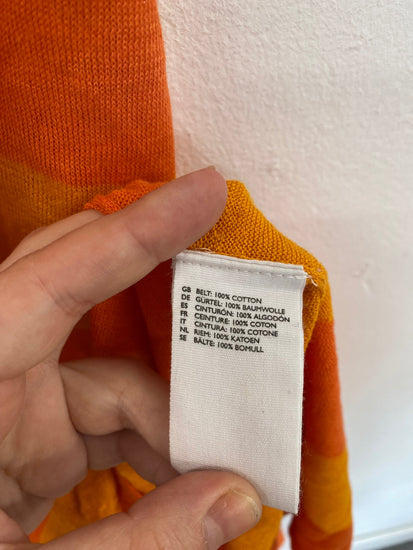 GB BELT: 100% COTTON
DE GÜRTEL: 100% BAUMWOLLE
ES CINTURÓN: 100% ALGODÓN
FR CEINTURE: 100% COTON
IT CINTURA: 100% COTONE
NL RIEM: 100% KATOEN
SE BÄLTE: 100% BOMULL